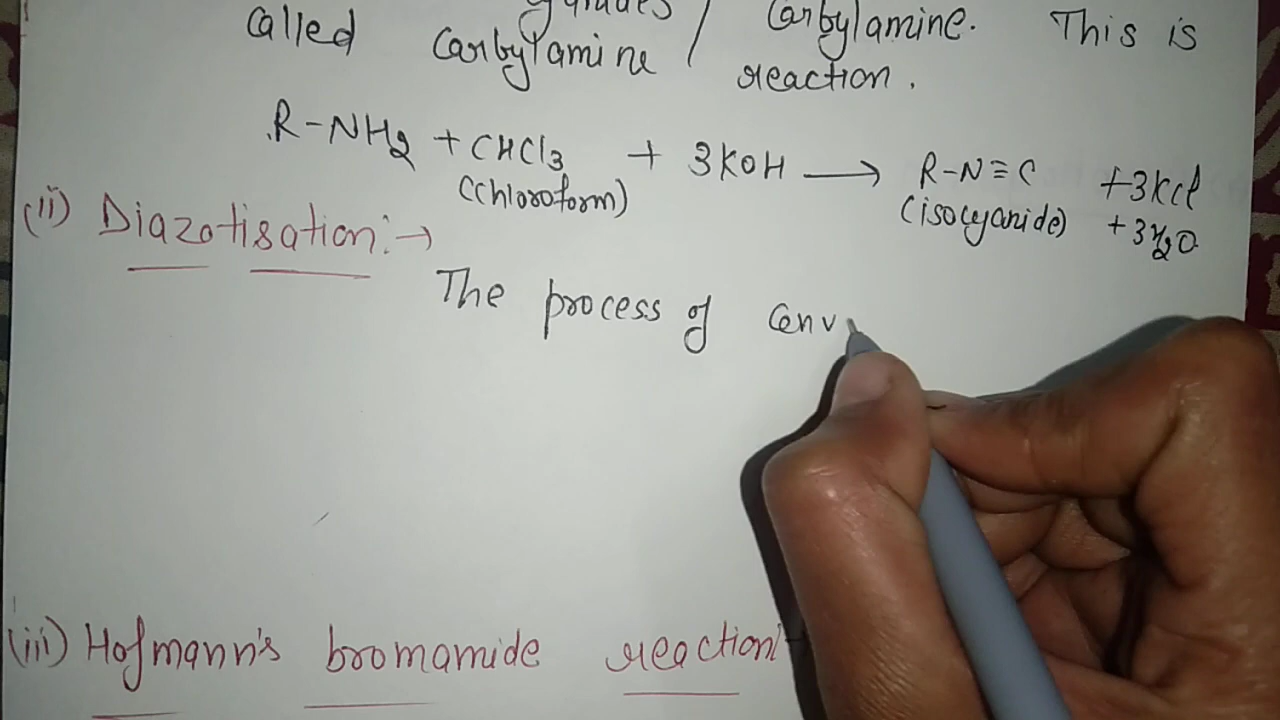 called Carbylamine / Carbylamine. This is
reaction.
R-NH2 + CHCl3 + 3KOH ⟶ R-N≡C + 3KCl
(Chloroform) (isocyanide) + 3H2O
(ii) Diazotisation:→
The process of Conv
(iii) Hofmann's bromamide reaction